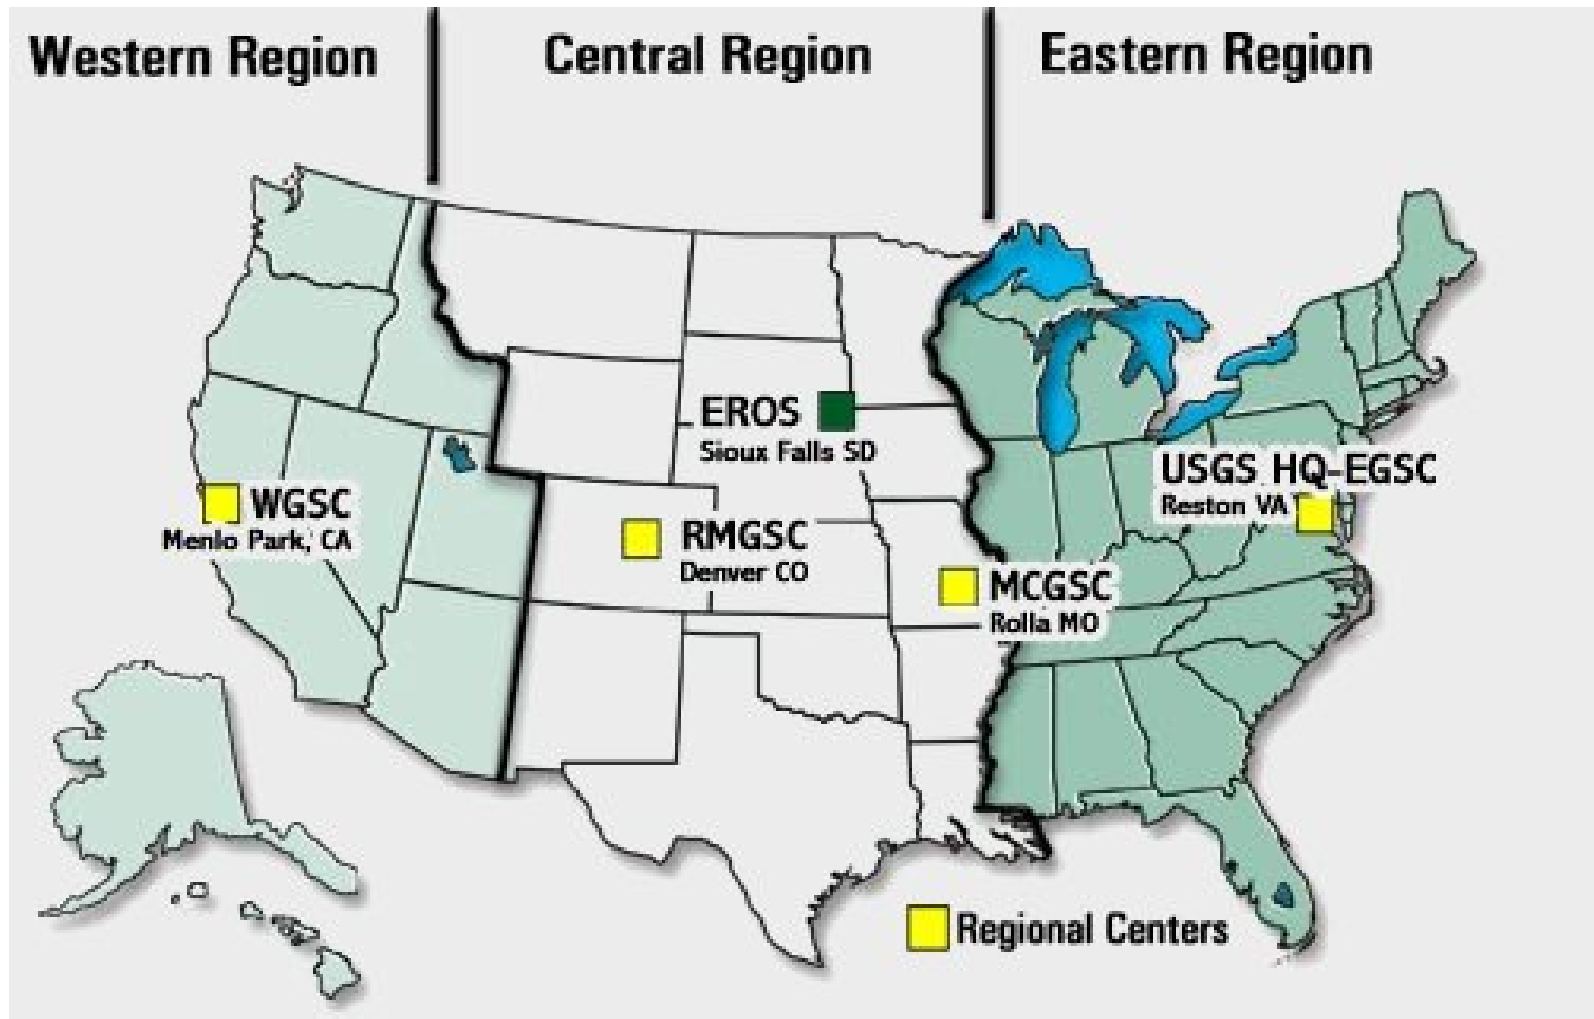 Western Region
Central Region
Eastern Region
EROS
Sioux Falls SD
USGS HQ-EGSC
Reston VA
WGSC
Menlo Park, CA
RMGSC
Denver CO
MCGSC
Rolla MO
Regional Centers